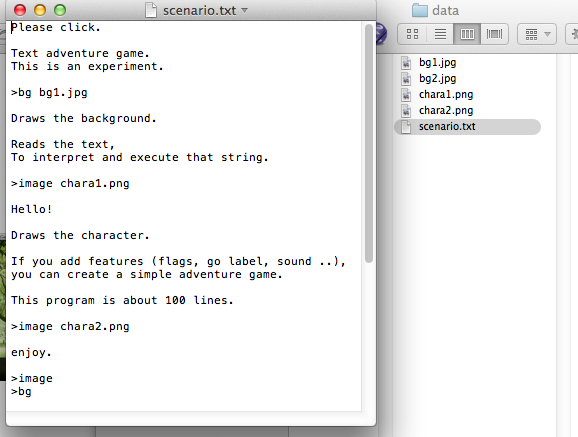 scenario.txt
Please click.
Text adventure game.
This is an experiment.
>bg bg1.jpg
Draws the background.
Reads the text,
To interpret and execute that string.
>image chara1.png
Hello!
Draws the character.
If you add features (flags, go label, sound ..),
you can create a simple adventure game.
This program is about 100 lines.
>image chara2.png
enjoy.
>image
>bg
data
bg1.jpg
bg2.jpg
chara1.png
chara2.png
scenario.txt